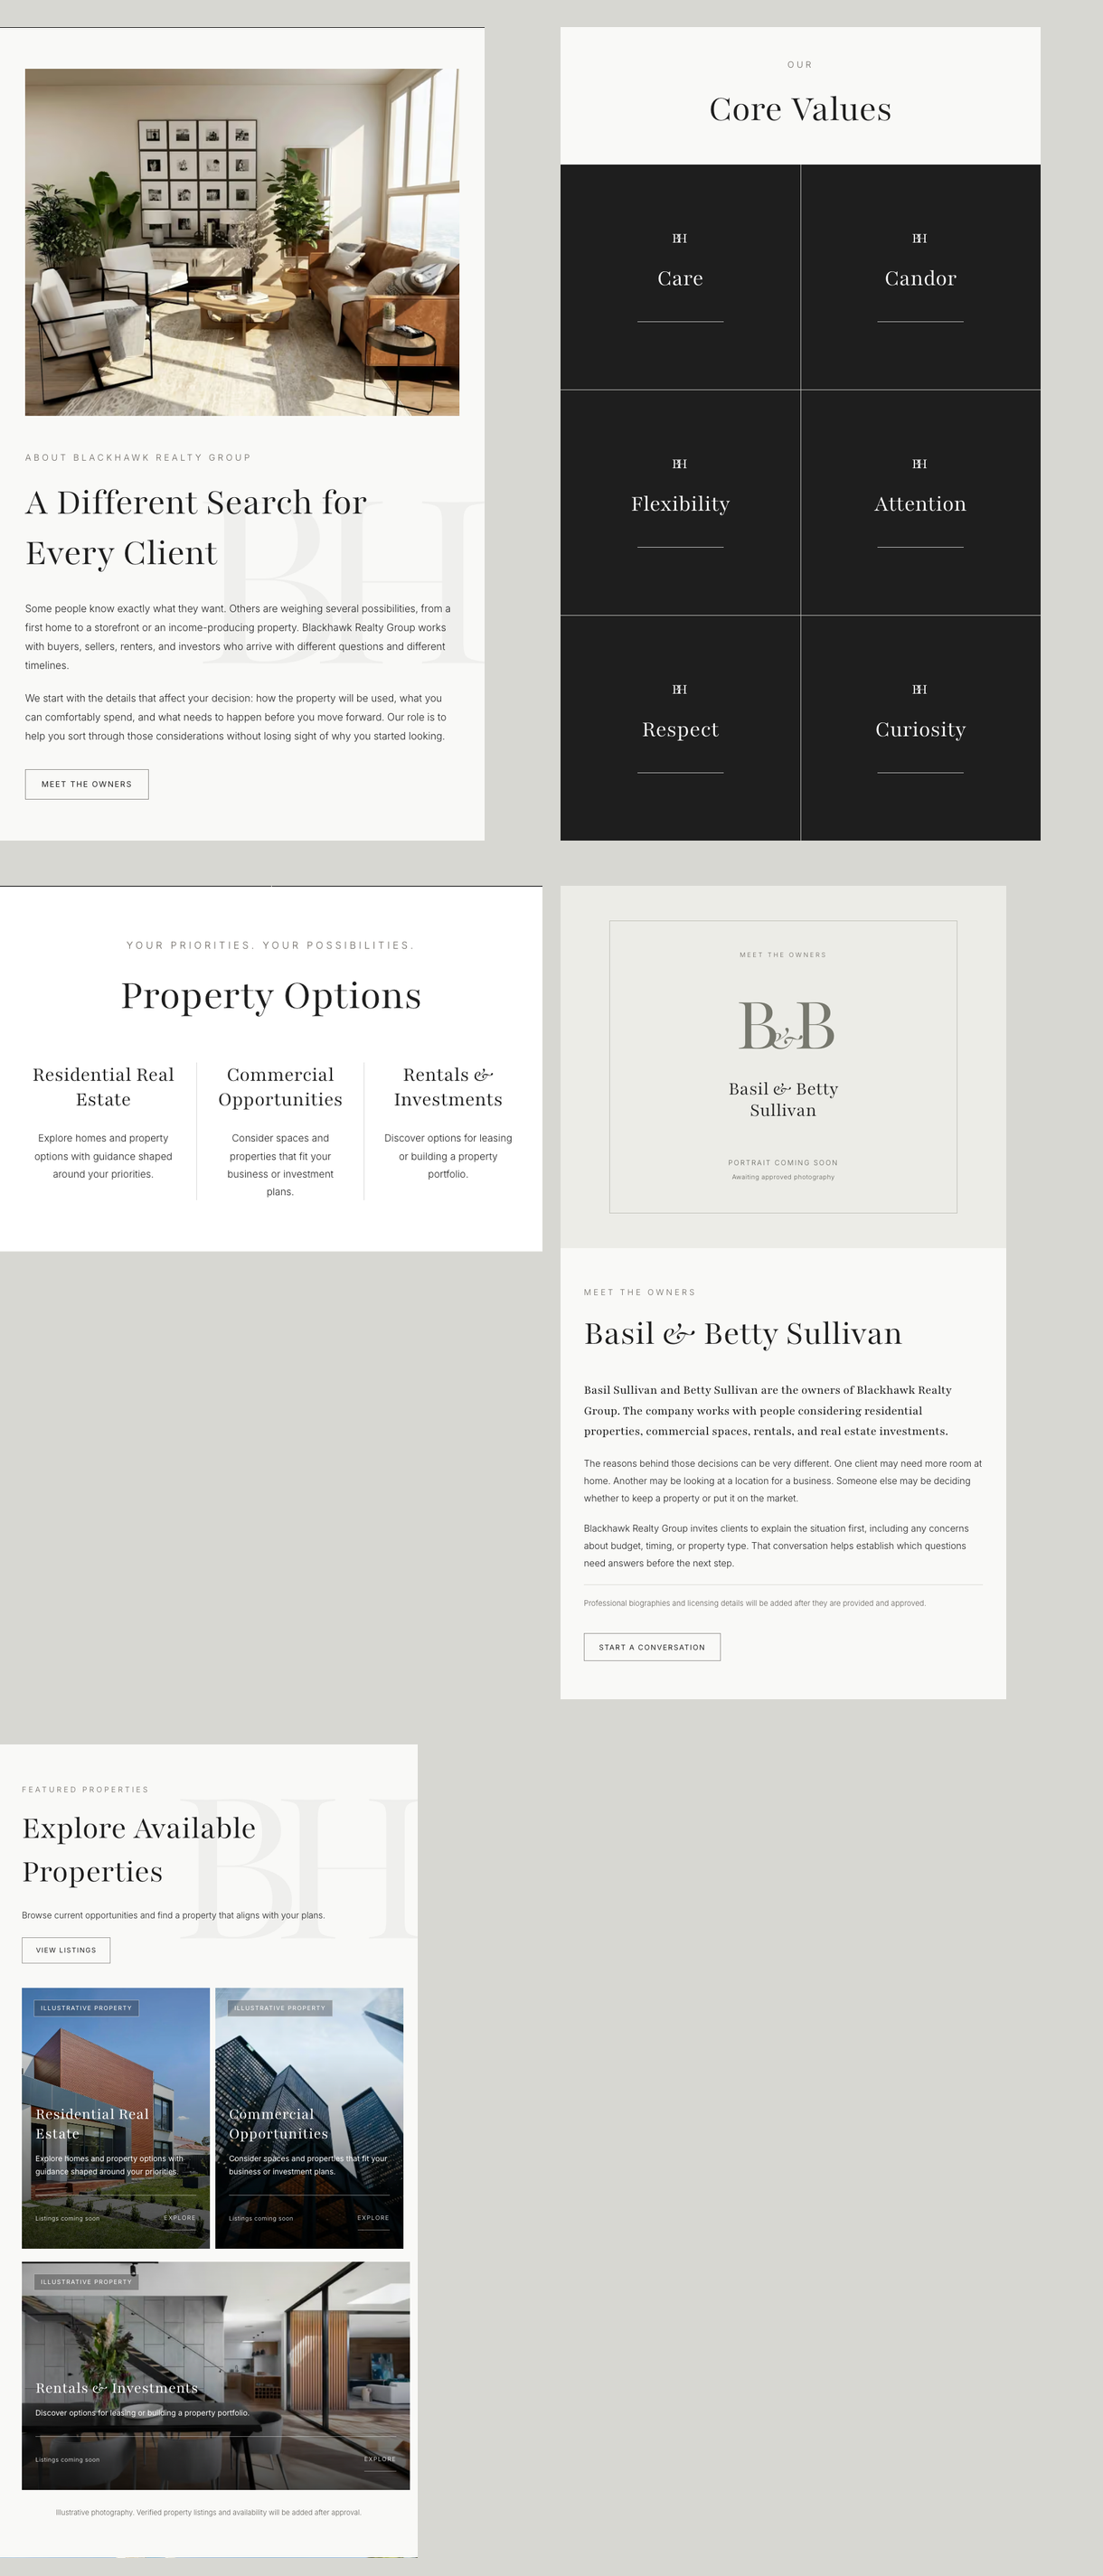 ABOUT BLACKHAWK REALTY GROUP
A Different Search for
Every Client
BH
Some people know exactly what they want. Others are weighing several possibilities, from a
first home to a storefront or an income-producing property. Blackhawk Realty Group works
with buyers, sellers, renters, and investors who arrive with different questions and different
timelines.
We start with the details that affect your decision: how the property will be used, what you
can comfortably spend, and what needs to happen before you move forward. Our role is to
help you sort through those considerations without losing sight of why you started looking.
MEET THE OWNERS
OUR
Core Values
BH
Care
BH
Candor
BH
Flexibility
BH
Attention
BH
Respect
BH
Curiosity
YOUR PRIORITIES. YOUR POSSIBILITIES.
Property Options
Residential Real
Estate
Explore homes and property
options with guidance shaped
around your priorities.
Commercial
Opportunities
Consider spaces and
properties that fit your
business or investment
plans.
Rentals &
Investments
Discover options for leasing
or building a property
portfolio.
MEET THE OWNERS
B&B
Basil & Betty
Sullivan
PORTRAIT COMING SOON
Awaiting approved photography
MEET THE OWNERS
Basil & Betty Sullivan
Basil Sullivan and Betty Sullivan are the owners of Blackhawk Realty
Group. The company works with people considering residential
properties, commercial spaces, rentals, and real estate investments.
The reasons behind those decisions can be very different. One client may need more room at
home. Another may be looking at a location for a business. Someone else may be deciding
whether to keep a property or put it on the market.
Blackhawk Realty Group invites clients to explain the situation first, including any concerns
about budget, timing, or property type. That conversation helps establish which questions
need answers before the next step.
Professional biographies and licensing details will be added after they are provided and approved.
START A CONVERSATION
FEATURED PROPERTIES
Explore Available
Properties
BH
Browse current opportunities and find a property that aligns with your plans.
VIEW LISTINGS
ILLUSTRATIVE PROPERTY
Residential Real
Estate
Explore homes and property options with
guidance shaped around your priorities.
Listings coming soon
EXPLORE
ILLUSTRATIVE PROPERTY
Commercial
Opportunities
Consider spaces and properties that fit your
business or investment plans.
Listings coming soon
EXPLORE
ILLUSTRATIVE PROPERTY
Rentals & Investments
Discover options for leasing or building a property portfolio.
Listings coming soon
EXPLORE
Illustrative photography. Verified property listings and availability will be added after approval.